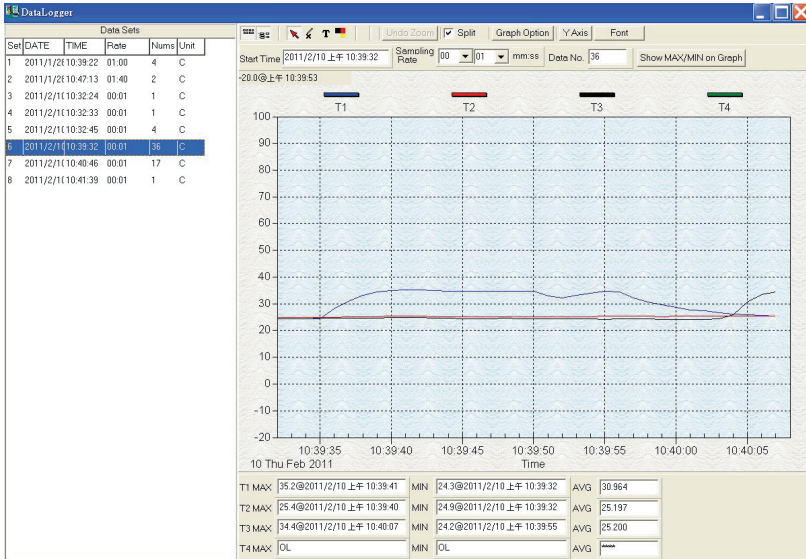 DataLogger
Data Sets
Set DATE TIME Rate Nums Unit
1 2011/1/2 10:39:22 01:00 4 C
2 2011/1/2 10:47:13 01:40 2 C
3 2011/2/1 10:32:24 00:01 1 C
4 2011/2/1 10:32:33 00:01 1 C
5 2011/2/1 10:32:45 00:01 4 C
6 2011/2/1 10:39:32 00:01 36 C
7 2011/2/1 10:40:46 00:01 17 C
8 2011/2/1 10:41:39 00:01 1 C
T Undo Zoom Split Graph Option Y Axis Font
Start Time 2011/2/10 上午 10:39:32 Sampling Rate 00 01 mm:ss Data No. 36 Show MAX/MIN on Graph
-20.0@上午 10:39:53
T1 T2 T3 T4
100
90
80
70
60
50
40
30
20
10
0
-10
-20
10:39:35 10:39:40 10:39:45 10:39:50 10:39:55 10:40:00 10:40:05
10 Thu Feb 2011 Time
T1 MAX 35.2@2011/2/10 上午 10:39:41 MIN 24.3@2011/2/10 上午 10:39:32 AVG 30.964
T2 MAX 25.4@2011/2/10 上午 10:39:40 MIN 24.9@2011/2/10 上午 10:39:32 AVG 25.197
T3 MAX 34.4@2011/2/10 上午 10:40:07 MIN 24.2@2011/2/10 上午 10:39:55 AVG 25.200
T4 MAX OL MIN OL AVG ****